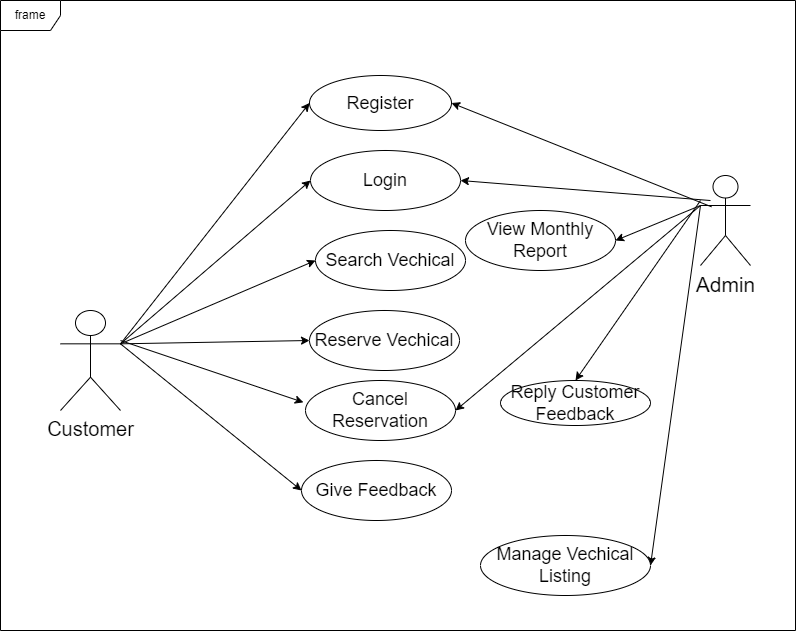 frame
Register
Login
View Monthly
Report
Search Vechical
Admin
Reserve Vechical
Cancel
Reservation
Reply Customer
Feedback
Customer
Give Feedback
Manage Vechical
Listing